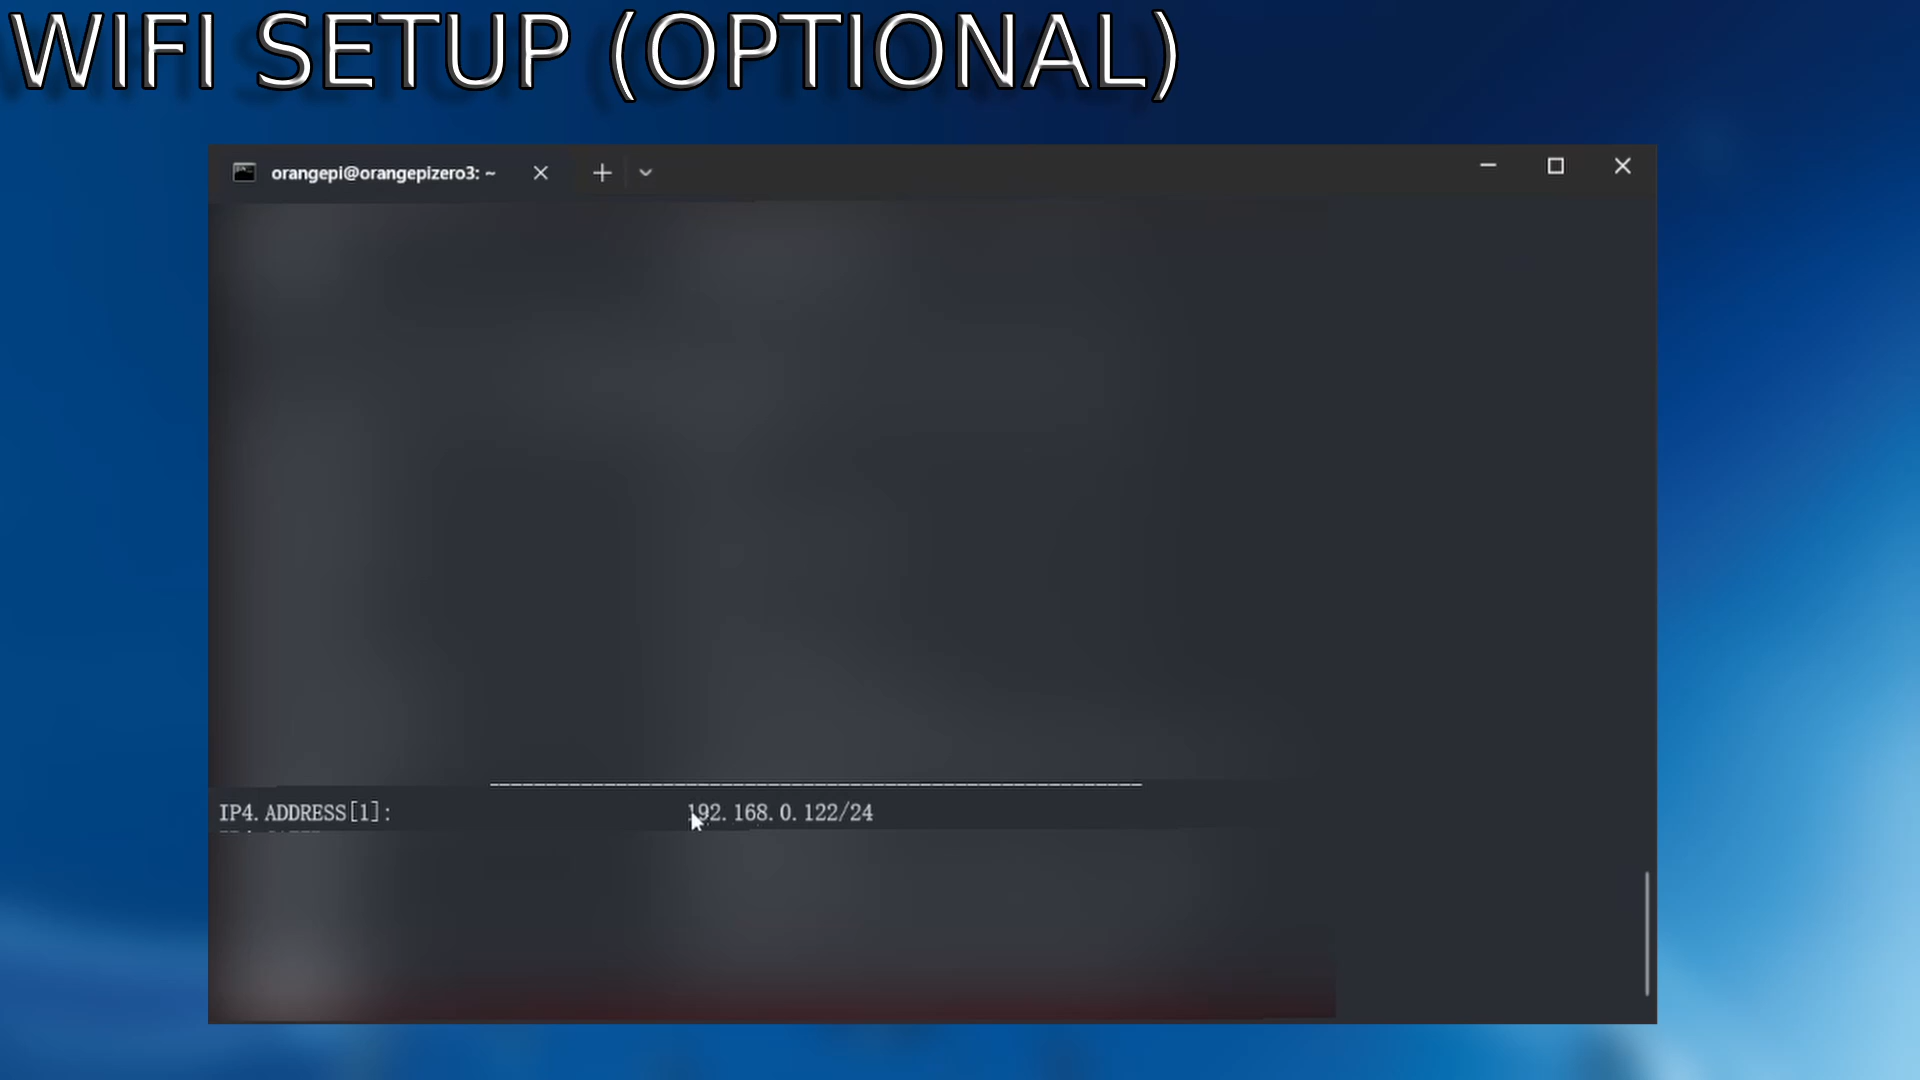 WIFI SETUP (OPTIONAL)
orangepi@orangepizero3: ~
IP4.ADDRESS[1]: 192.168.0.122/24